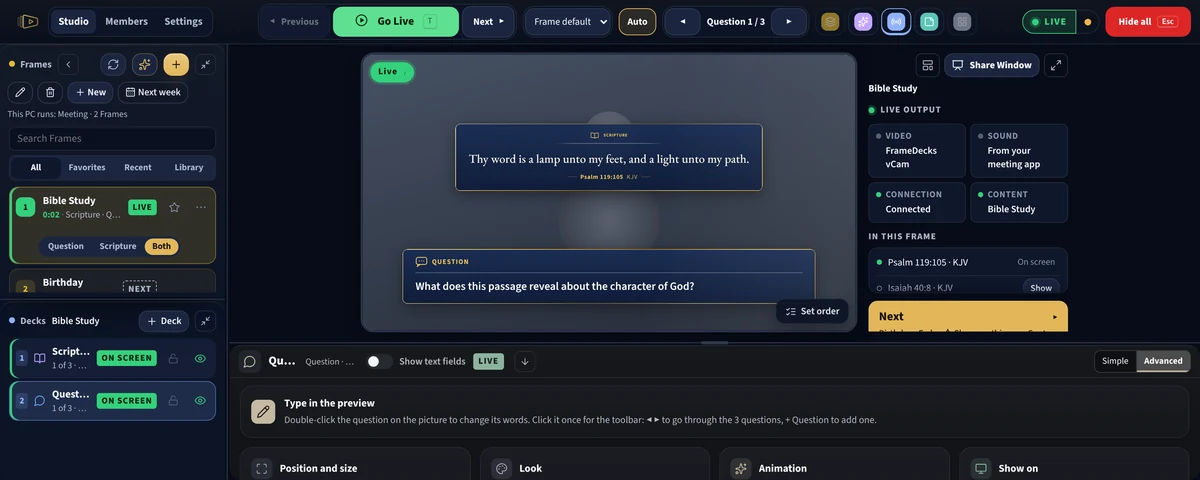 Studio
Members
Settings
Previous
Go Live T
Next
Frame default
Auto
Question 1 / 3
LIVE
Hide all Esc
Frames
+ New
Next week
This PC runs: Meeting · 2 Frames
Search Frames
All
Favorites
Recent
Library
1
Bible Study
0:02 · Scripture · Q...
LIVE
Question
Scripture
Both
2
Birthday
NEXT
Decks Bible Study
+ Deck
1
Script...
1 of 3 · ...
ON SCREEN
2
Quest...
1 of 3 · ...
ON SCREEN
Live
SCRIPTURE
Thy word is a lamp unto my feet, and a light unto my path.
Psalm 119:105 KJV
QUESTION
What does this passage reveal about the character of God?
Set order
Share Window
Bible Study
LIVE OUTPUT
VIDEO
FrameDecks
vCam
SOUND
From your
meeting app
CONNECTION
Connected
CONTENT
Bible Study
IN THIS FRAME
Psalm 119:105 · KJV
On screen
Isaiah 40:8 · KJV
Show
Next
Qu...
Question · ...
Show text fields
LIVE
Simple
Advanced
Type in the preview
Double-click the question on the picture to change its words. Click it once for the toolbar: ◂ ▸ to go through the 3 questions, + Question to add one.
Position and size
Look
Animation
Show on